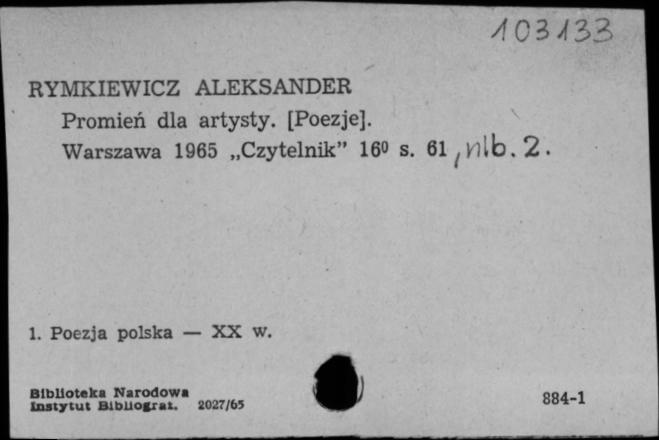 103133
RYMKIEWICZ ALEKSANDER
Promień dla artysty. [Poezje].
Warszawa 1965 „Czytelnik” 16⁰ s. 61, nlb. 2.
1. Poezja polska — XX w.
Biblioteka Narodowa
Instytut Bibliograf. 2027/65
884-1